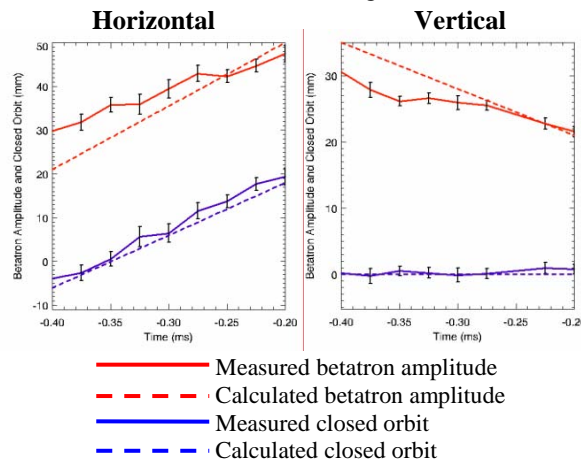 Horizontal
Vertical
Betatron Amplitude and Closed Orbit (mm)
50
40
30
20
10
0
-10
-0.40
-0.35
-0.30
-0.25
-0.20
Time (ms)
Betatron Amplitude and Closed Orbit (mm)
30
20
10
0
-0.40
-0.35
-0.30
-0.25
-0.20
Time (ms)
Measured betatron amplitude
Calculated betatron amplitude
Measured closed orbit
Calculated closed orbit